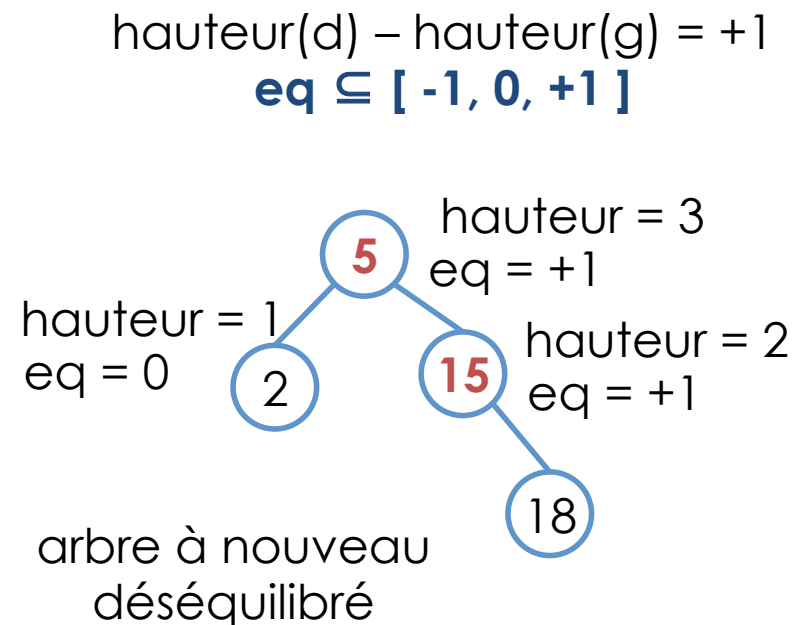 hauteur(d) – hauteur(g) = +1
eq ⊆ [ -1, 0, +1 ]
hauteur = 3
eq = +1
5
hauteur = 1
eq = 0
2
hauteur = 2
eq = +1
15
18
arbre à nouveau
déséquilibré